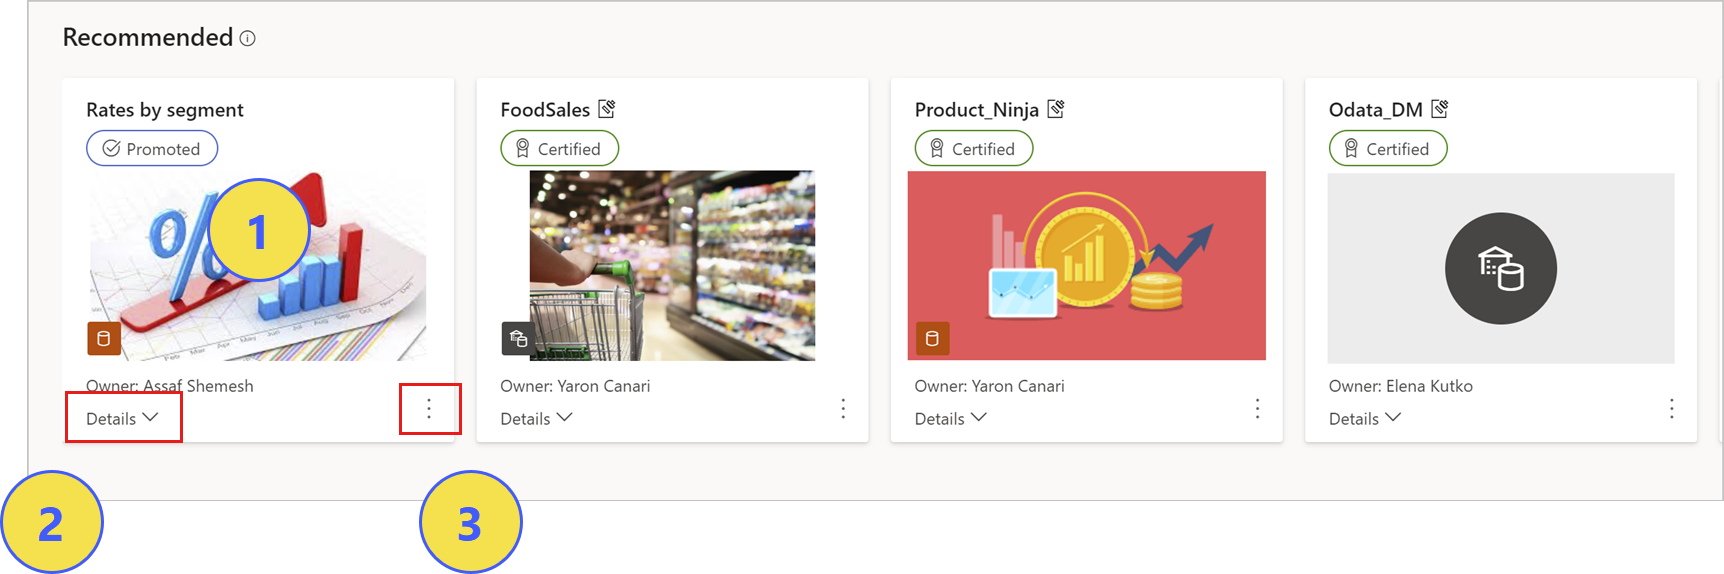 Recommended
Rates by segment
Promoted
1
Owner: Assaf Shemesh
Details
FoodSales
Certified
Owner: Yaron Canari
Details
Product_Ninja
Certified
Owner: Yaron Canari
Details
Odata_DM
Certified
Owner: Elena Kutko
Details
2
3